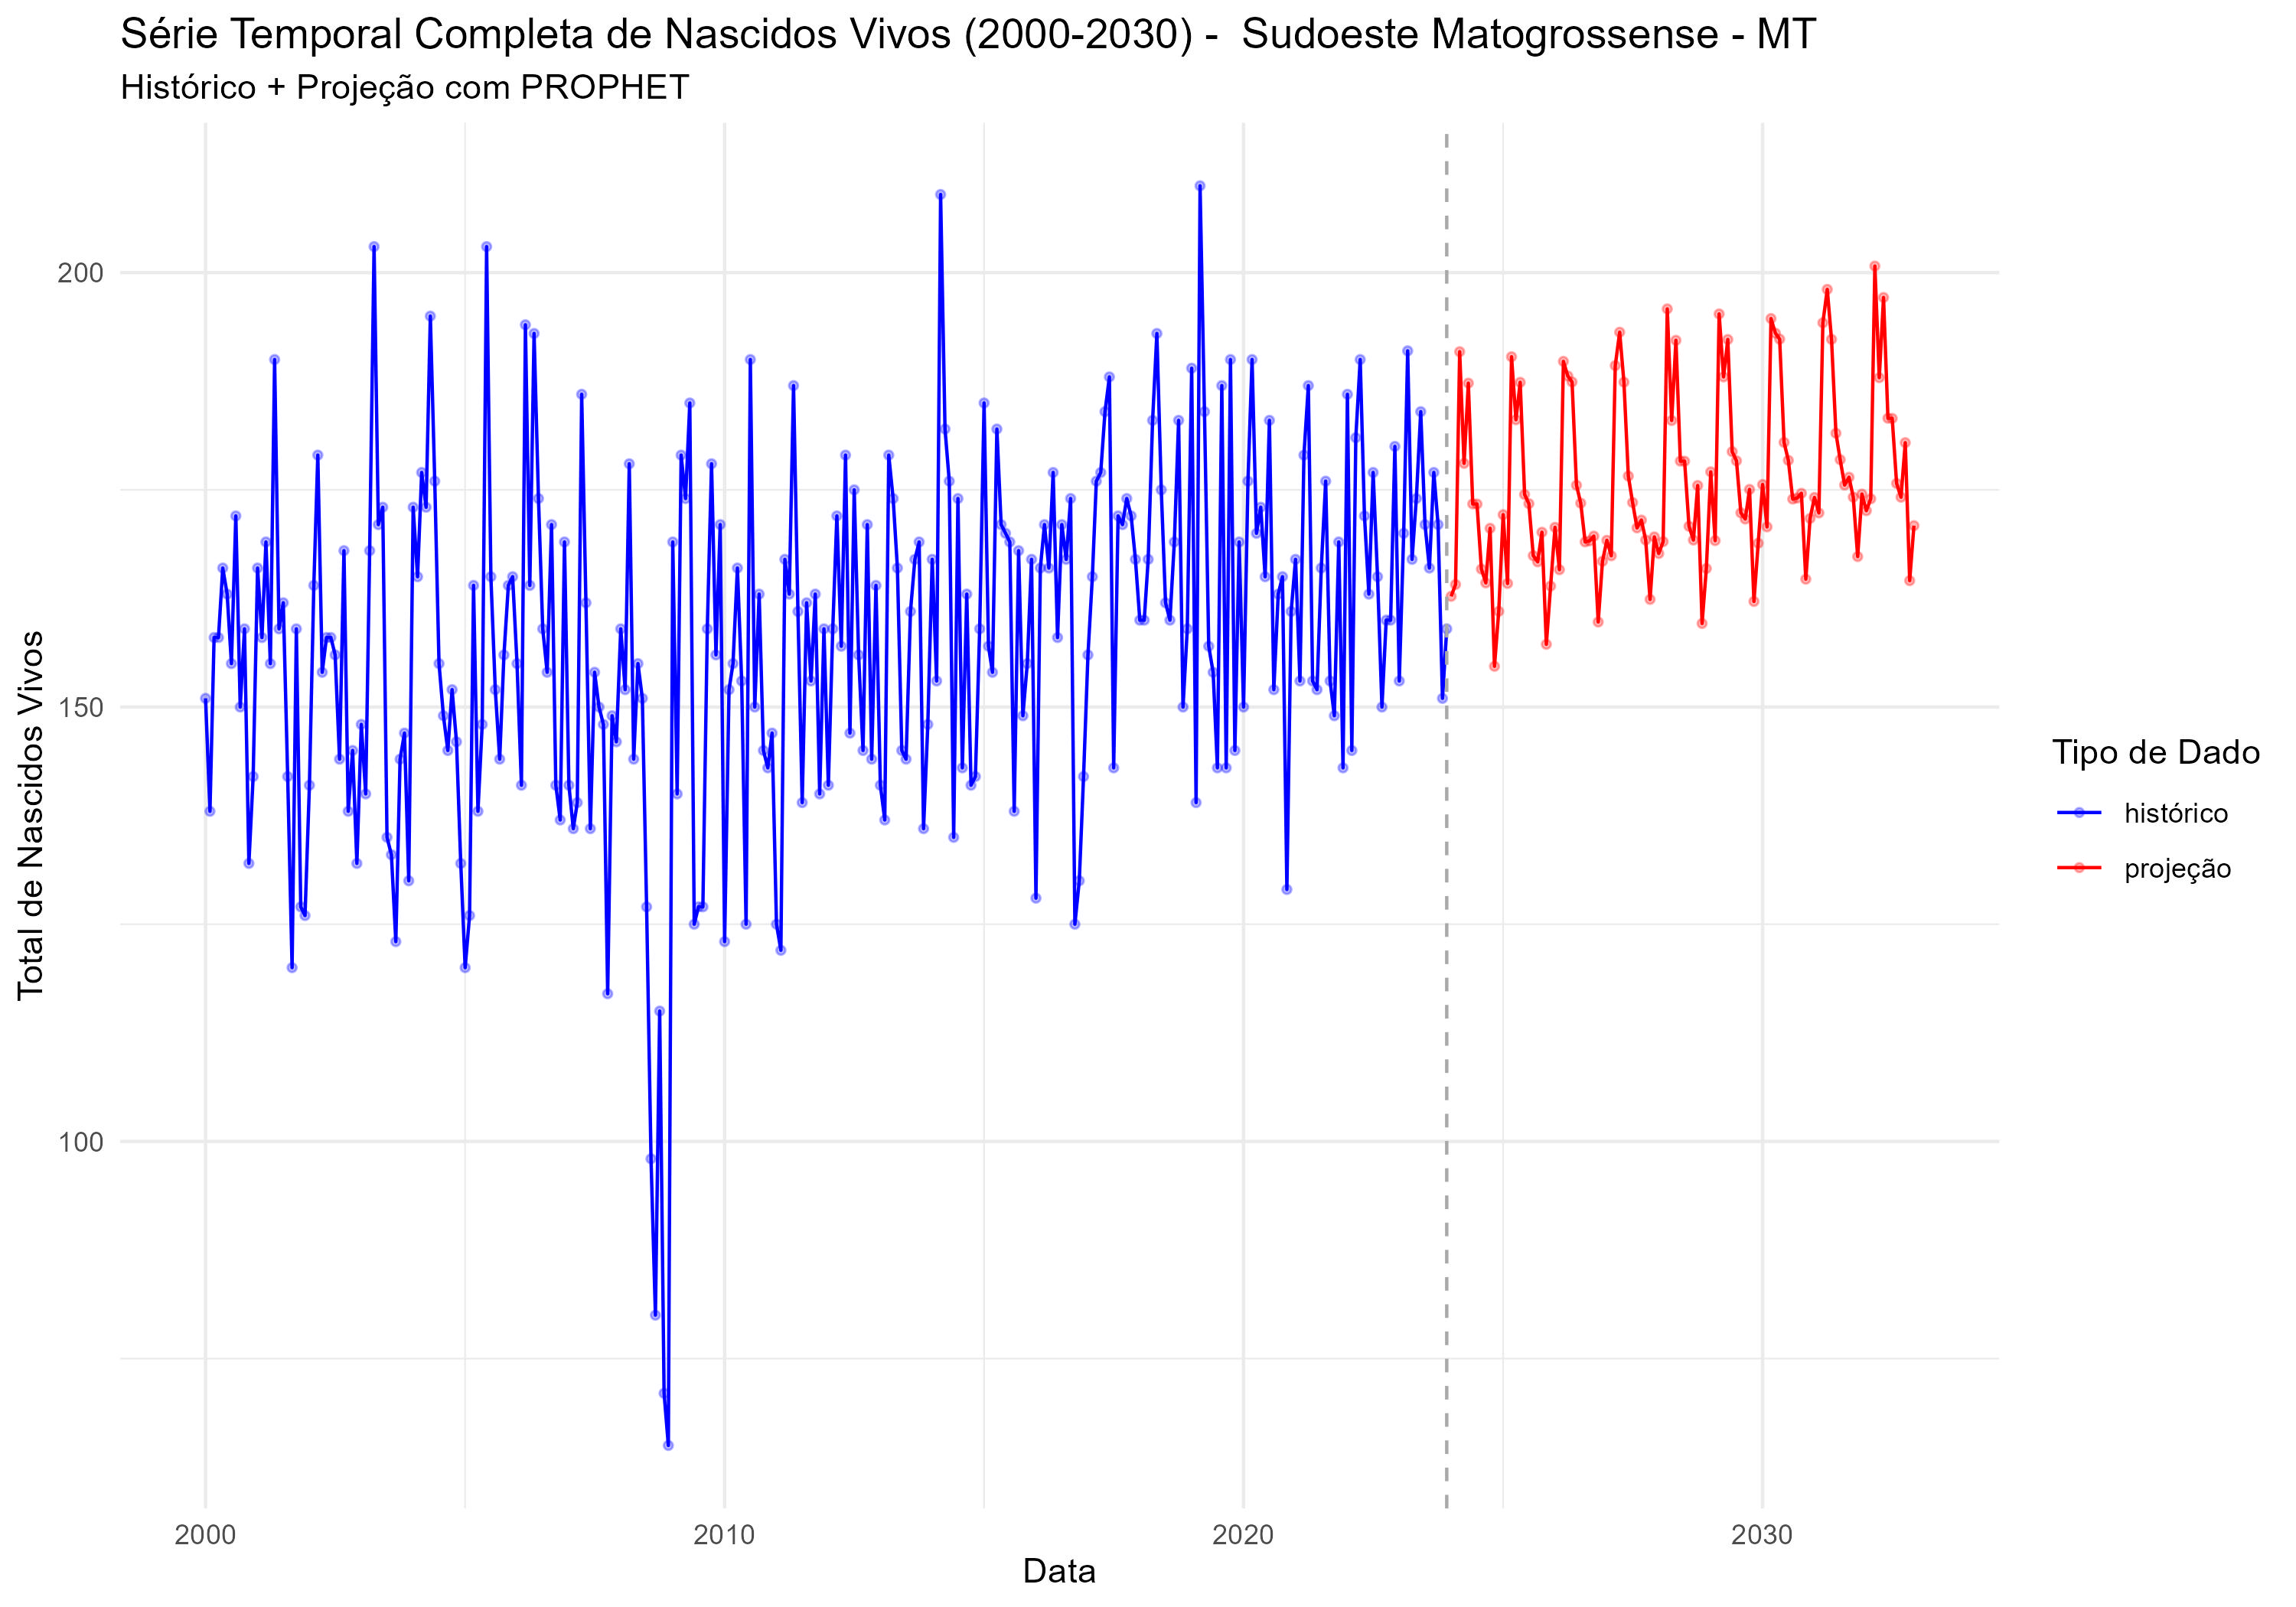 Série Temporal Completa de Nascidos Vivos (2000-2030) -  Sudoeste Matogrossense - MT
Histórico + Projeção com PROPHET
Total de Nascidos Vivos
200
150
100
2000
2010
2020
2030
Data
Tipo de Dado
histórico
projeção